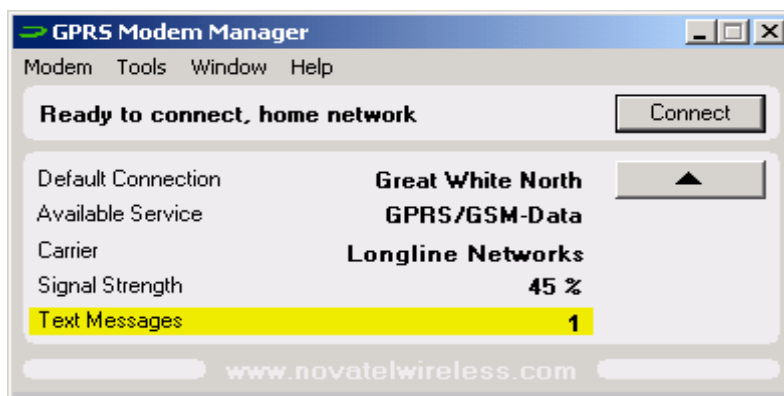 GPRS Modem Manager
Modem Tools Window Help
Ready to connect, home network Connect
Default Connection Great White North
Available Service GPRS/GSM-Data
Carrier Longline Networks
Signal Strength 45 %
Text Messages 1
www.novatelwireless.com